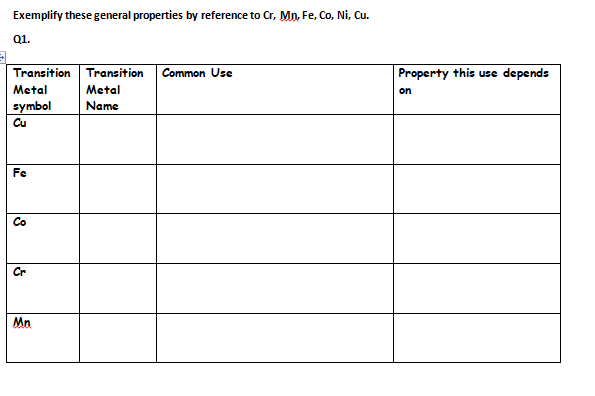 Exemplify these general properties by reference to Cr, Mn, Fe, Co, Ni, Cu.
Q1.
Transition Metal symbol
Transition Metal Name
Common Use
Property this use depends on
Cu
Fe
Co
Cr
Mn